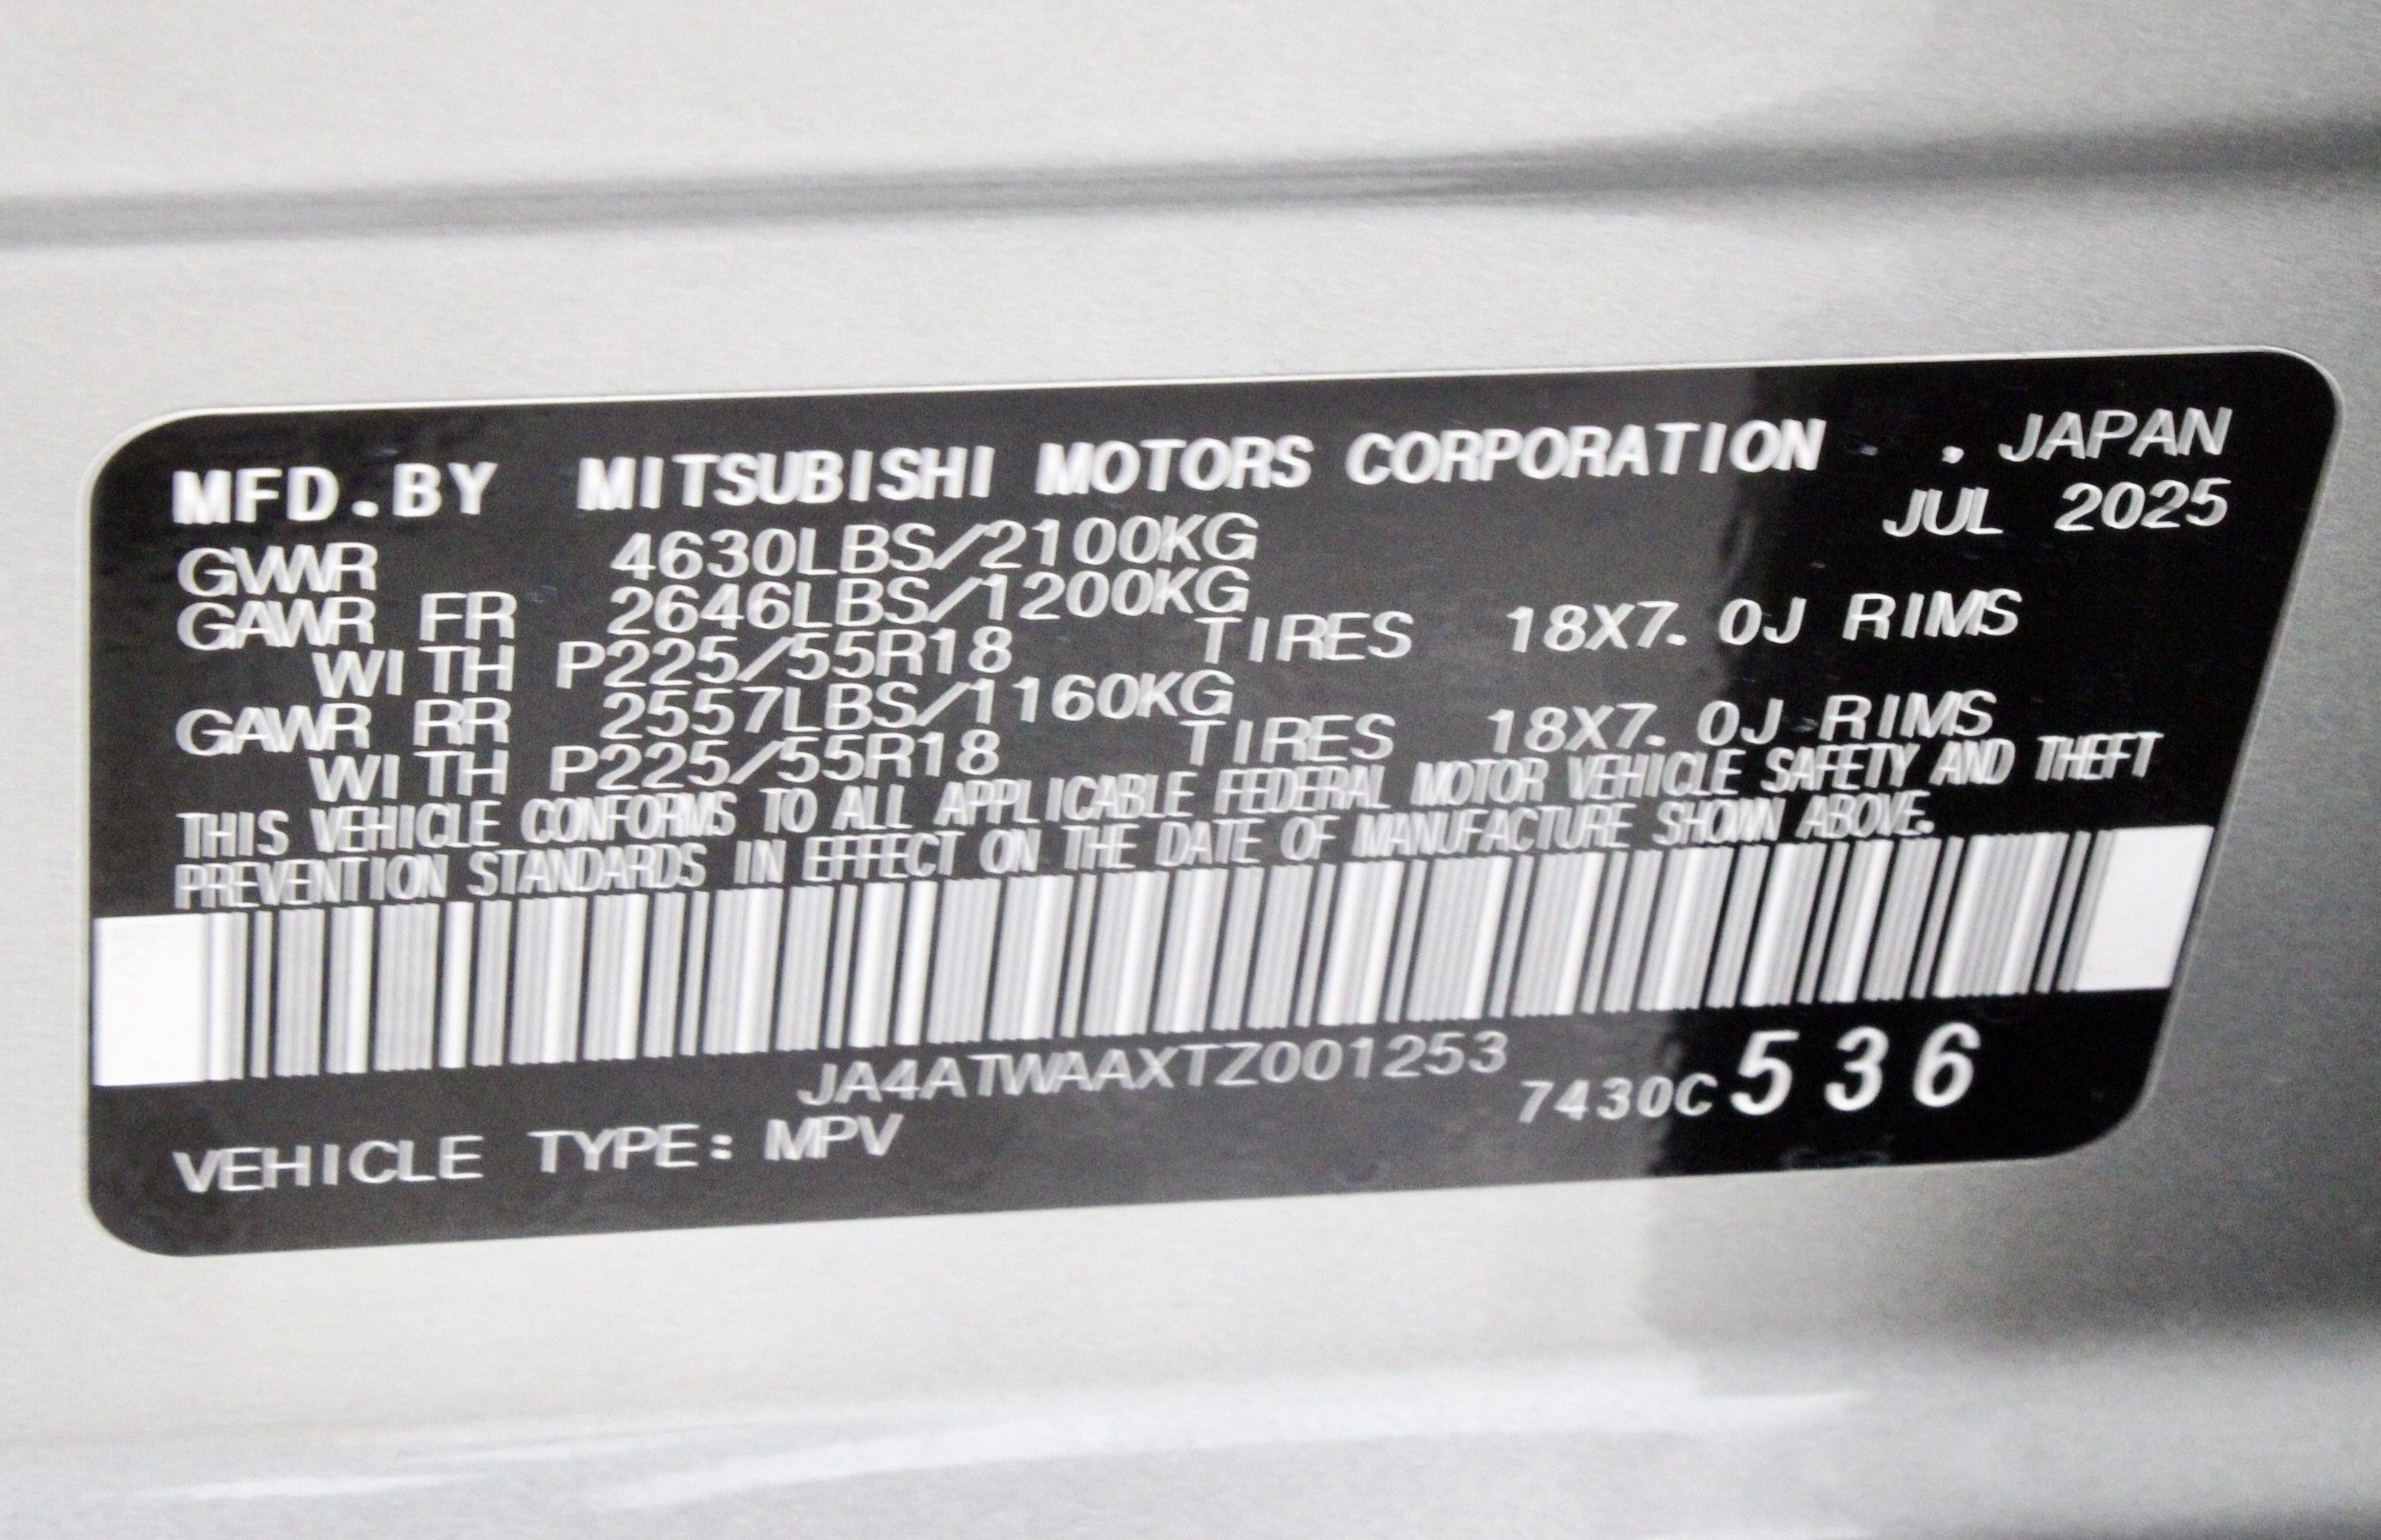 MFD.BY MITSUBISHI MOTORS CORPORATION , JAPAN
JUL 2025
GVWR 4630LBS/2100KG
GAWR FR 2646LBS/1200KG
WITH P225/55R18 TIRES 18X7.0J RIMS
GAWR RR 2557LBS/1160KG
WITH P225/55R18 TIRES 18X7.0J RIMS
THIS VEHICLE CONFORMS TO ALL APPLICABLE FEDERAL MOTOR VEHICLE SAFETY AND THEFT
PREVENTION STANDARDS IN EFFECT ON THE DATE OF MANUFACTURE SHOWN ABOVE.
JA4ATWAAXTZ001253
7430C536
VEHICLE TYPE: MPV